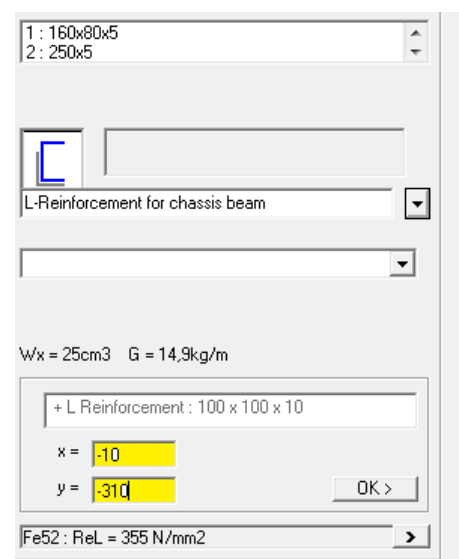 1 : 160x80x5
2 : 250x5
L-Reinforcement for chassis beam
Wx = 25cm3 G = 14,9kg/m
+ L Reinforcement : 100 x 100 x 10
x = -10
y = -310
OK >
Fe52 : ReL = 355 N/mm2 >